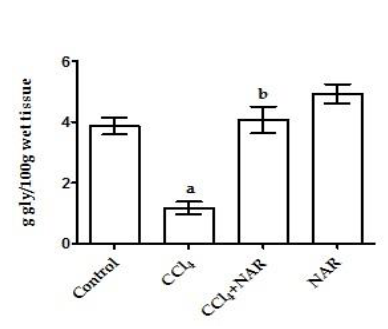 g gly/100g wet tissue
6
4
2
0
a
b
Control
CCl₄
CCl₄+NAR
NAR